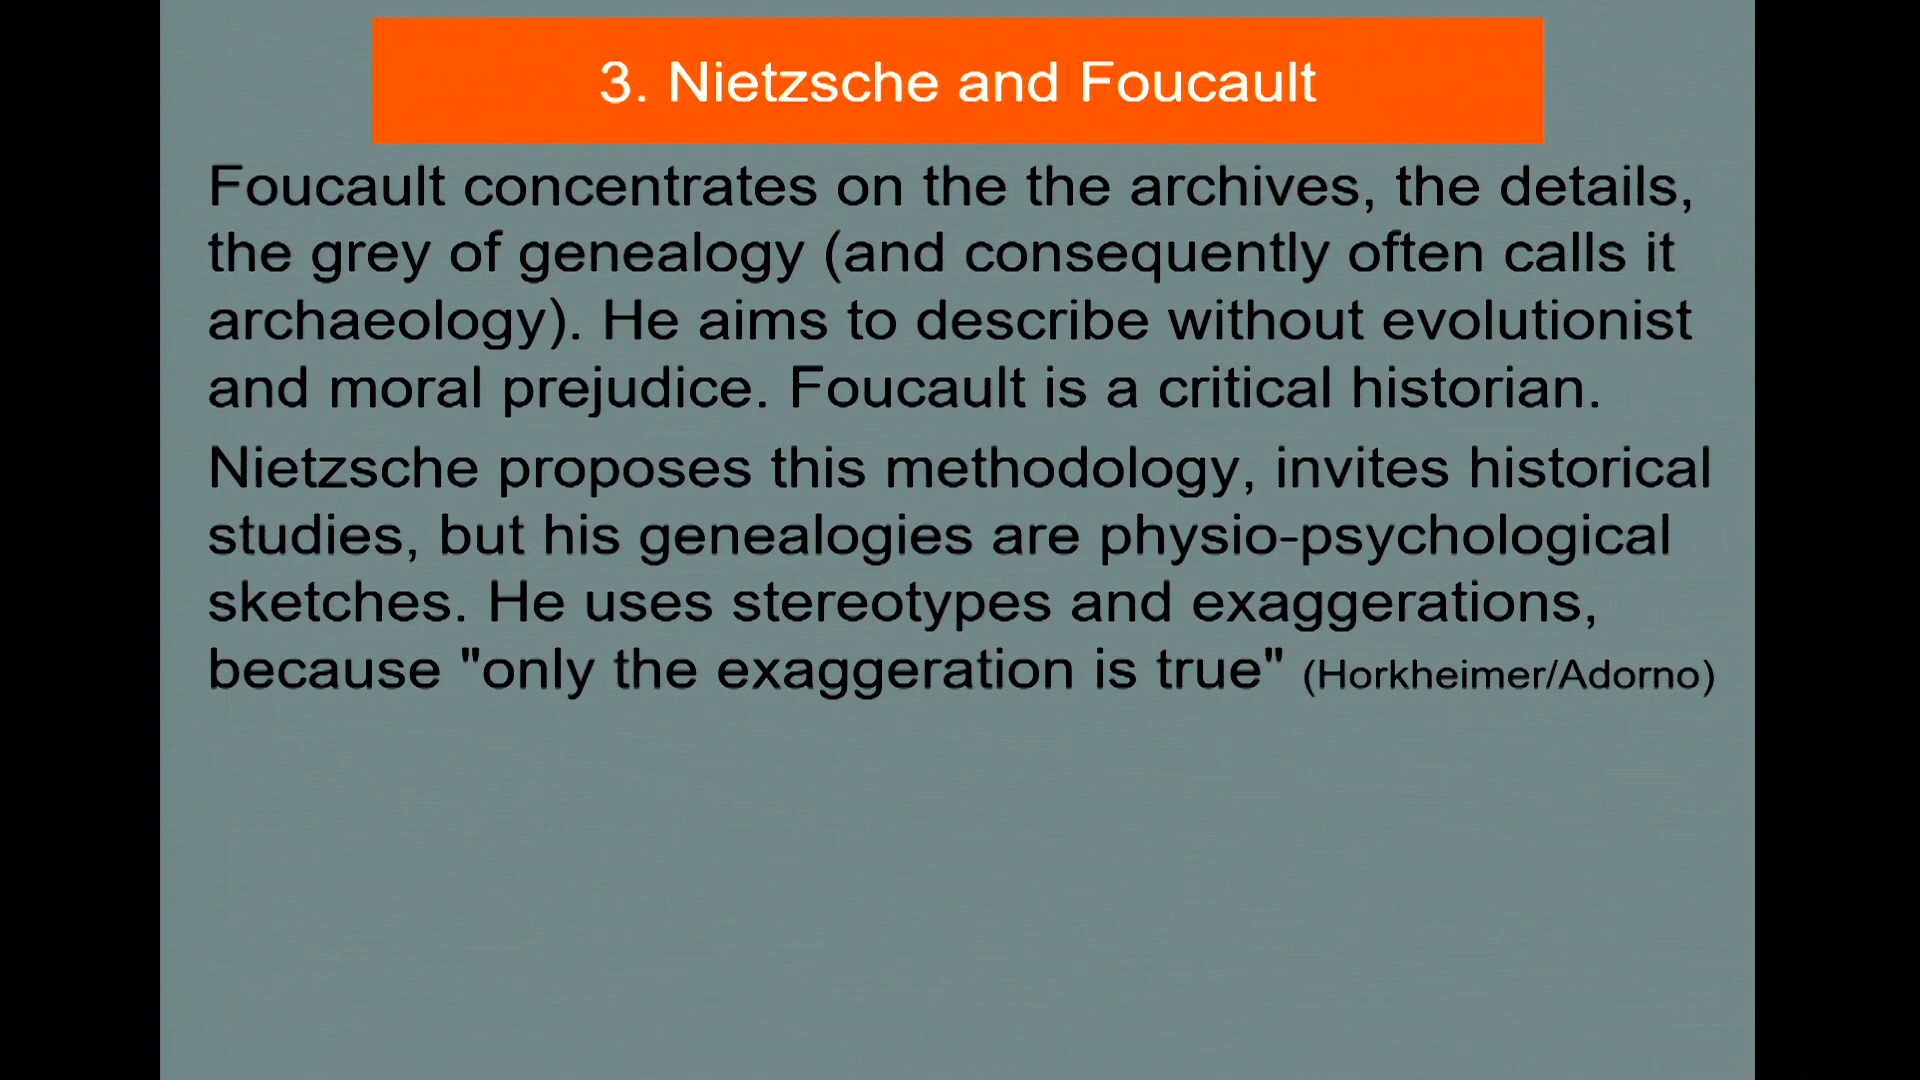 3. Nietzsche and Foucault
Foucault concentrates on the the archives, the details,
the grey of genealogy (and consequently often calls it
archaeology). He aims to describe without evolutionist
and moral prejudice. Foucault is a critical historian.
Nietzsche proposes this methodology, invites historical
studies, but his genealogies are physio-psychological
sketches. He uses stereotypes and exaggerations,
because "only the exaggeration is true" (Horkheimer/Adorno)